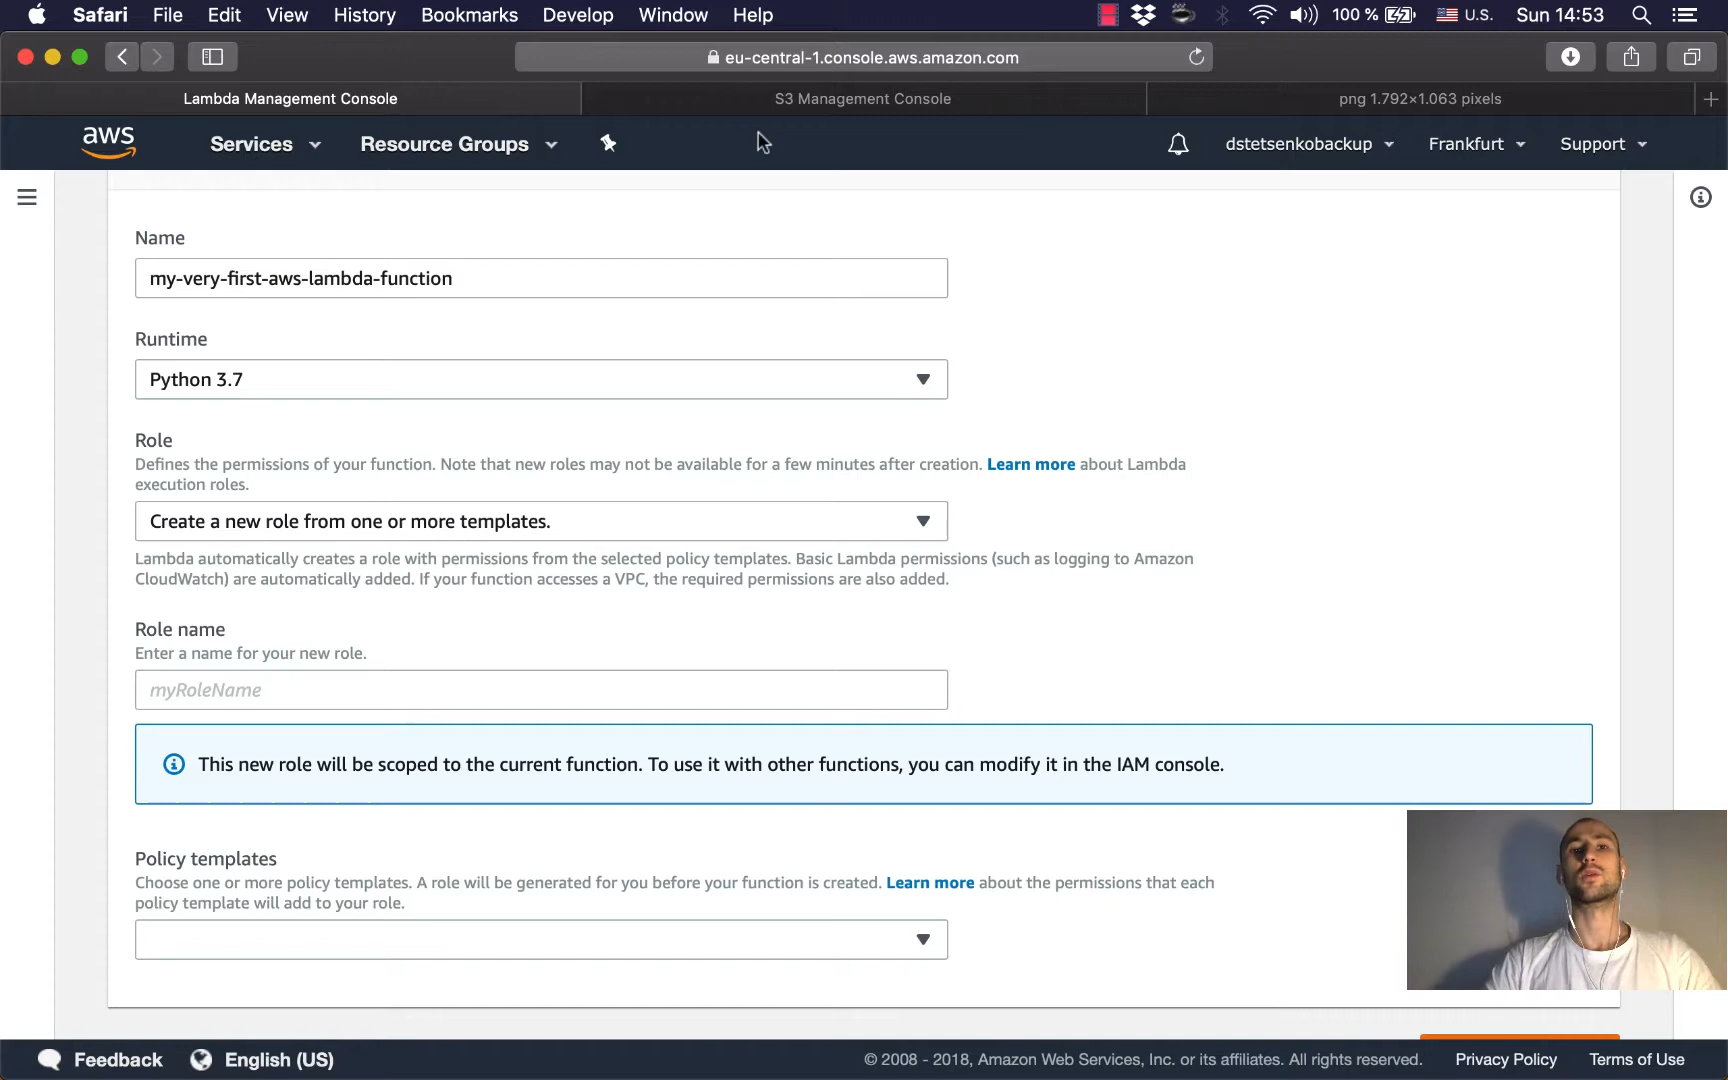 Safari File Edit View History Bookmarks Develop Window Help 100 % U.S. Sun 14:53
eu-central-1.console.aws.amazon.com
Lambda Management Console S3 Management Console png 1.792×1.063 pixels
aws Services Resource Groups dstetsenkobackup Frankfurt Support
Name
my-very-first-aws-lambda-function
Runtime
Python 3.7
Role
Defines the permissions of your function. Note that new roles may not be available for a few minutes after creation. Learn more about Lambda
execution roles.
Create a new role from one or more templates.
Lambda automatically creates a role with permissions from the selected policy templates. Basic Lambda permissions (such as logging to Amazon
CloudWatch) are automatically added. If your function accesses a VPC, the required permissions are also added.
Role name
Enter a name for your new role.
myRoleName
This new role will be scoped to the current function. To use it with other functions, you can modify it in the IAM console.
Policy templates
Choose one or more policy templates. A role will be generated for you before your function is created. Learn more about the permissions that each
policy template will add to your role.
Feedback English (US) © 2008 - 2018, Amazon Web Services, Inc. or its affiliates. All rights reserved. Privacy Policy Terms of Use